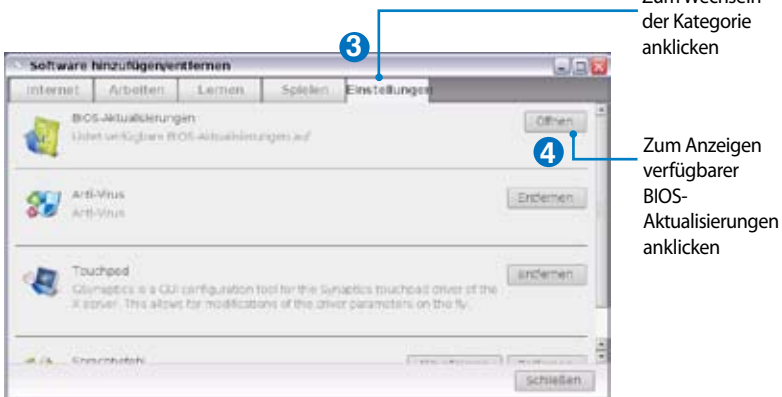 Zum Wechseln
der Kategorie
anklicken
3
Software hinzufügen/entfernen
Internet Arbeiten Lernen Spielen Einstellungen
BIOS-Aktualisierungen
Öffnen
Listet verfügbare BIOS-Aktualisierungen auf
4
Zum Anzeigen
verfügbarer
BIOS-
Aktualisierungen
anklicken
Anti-Virus
Entfernen
Anti-Virus
Touchpad
Entfernen
GSynaptics is a GUI configuration tool for the Synaptics touchpad driver of the
X server. This allows for modifications of the driver parameters on the fly.
Sprachbefehl
Schließen